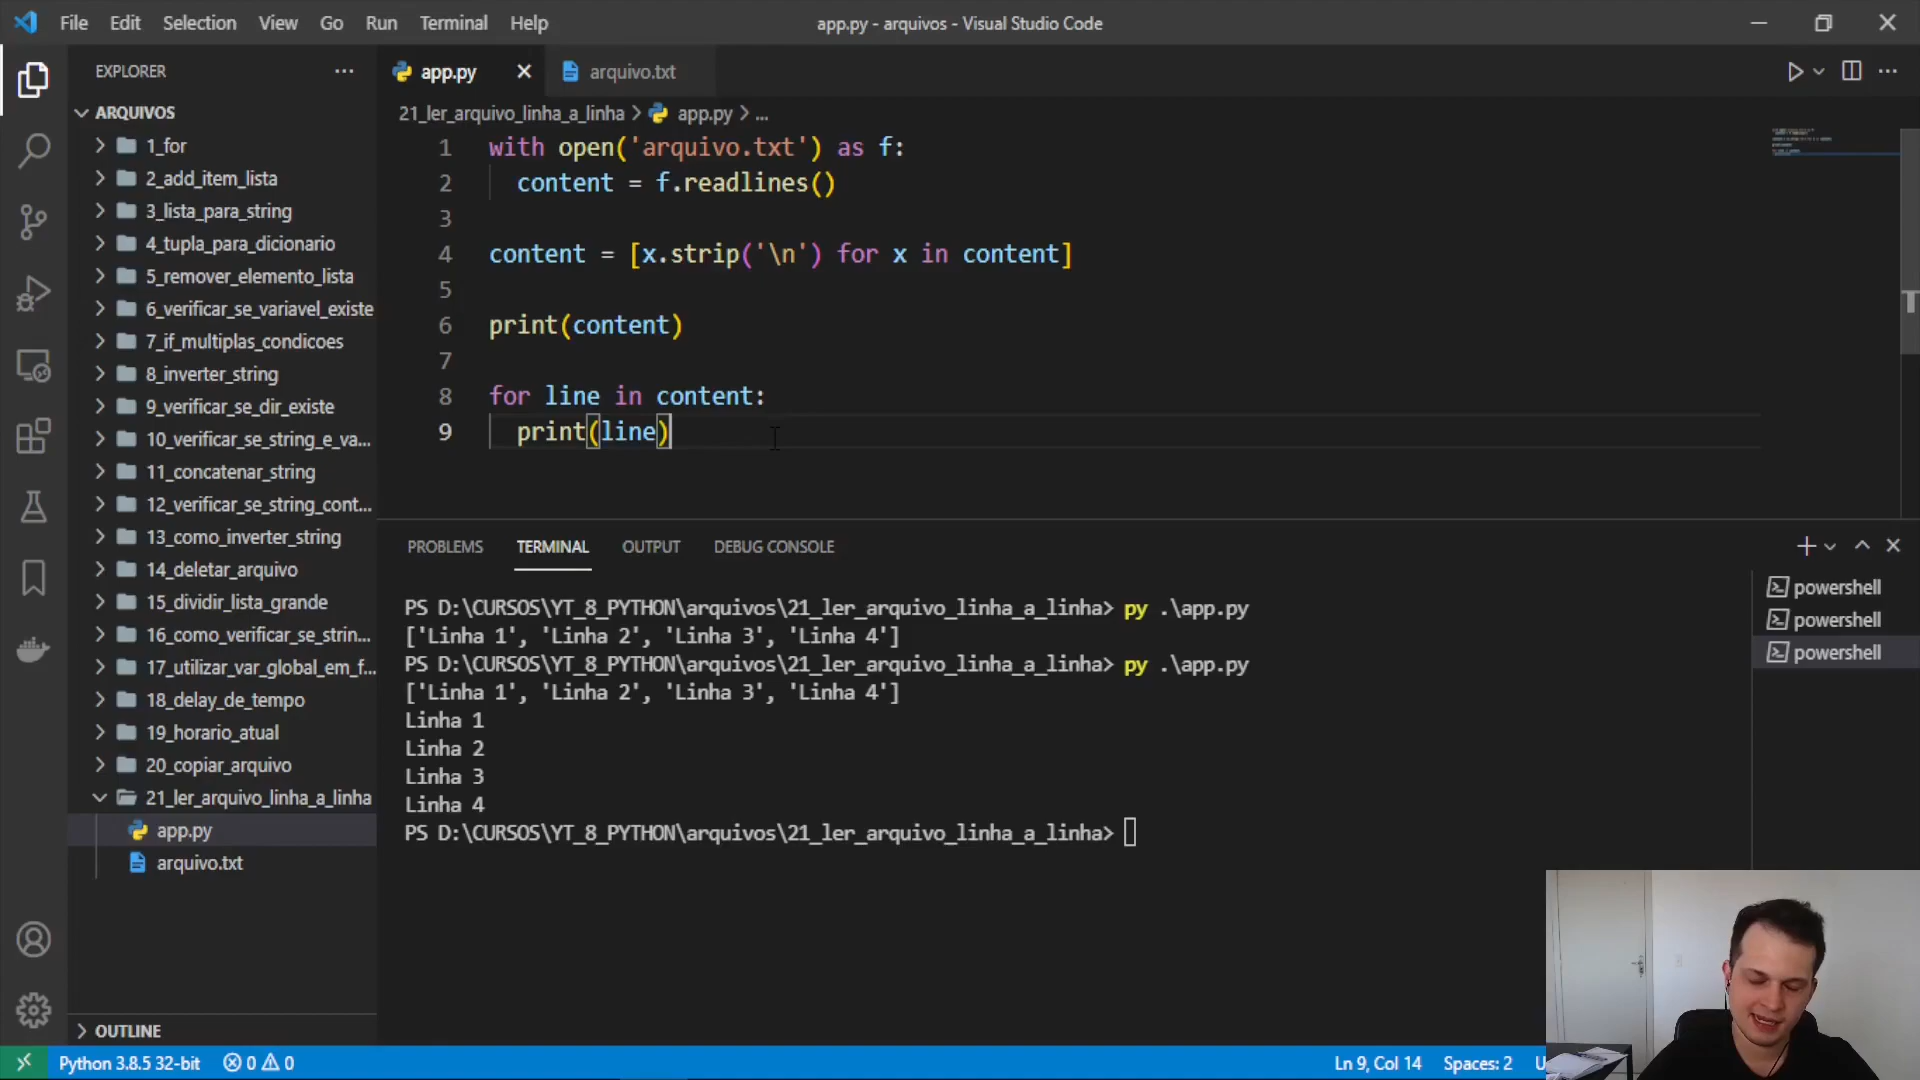 File Edit Selection View Go Run Terminal Help
app.py - arquivos - Visual Studio Code
EXPLORER
app.py
arquivo.txt
ARQUIVOS
21_ler_arquivo_linha_a_linha > app.py > ...
1_for
2_add_item_lista
3_lista_para_string
4_tupla_para_dicionario
5_remover_elemento_lista
6_verificar_se_variavel_existe
7_if_multiplas_condicoes
8_inverter_string
9_verificar_se_dir_existe
10_verificar_se_string_e_va...
11_concatenar_string
12_verificar_se_string_cont...
13_como_inverter_string
14_deletar_arquivo
15_dividir_lista_grande
16_como_verificar_se_strin...
17_utilizar_var_global_em_f...
18_delay_de_tempo
19_horario_atual
20_copiar_arquivo
21_ler_arquivo_linha_a_linha
app.py
arquivo.txt
OUTLINE
1 with open('arquivo.txt') as f:
2 content = f.readlines()
3
4 content = [x.strip('\n') for x in content]
5
6 print(content)
7
8 for line in content:
9 print(line)
PROBLEMS TERMINAL OUTPUT DEBUG CONSOLE
PS D:\CURSOS\YT_8_PYTHON\arquivos\21_ler_arquivo_linha_a_linha> py .\app.py
['Linha 1', 'Linha 2', 'Linha 3', 'Linha 4']
PS D:\CURSOS\YT_8_PYTHON\arquivos\21_ler_arquivo_linha_a_linha> py .\app.py
['Linha 1', 'Linha 2', 'Linha 3', 'Linha 4']
Linha 1
Linha 2
Linha 3
Linha 4
PS D:\CURSOS\YT_8_PYTHON\arquivos\21_ler_arquivo_linha_a_linha>
powershell
powershell
powershell
Python 3.8.5 32-bit
0 0
Ln 9, Col 14
Spaces: 2